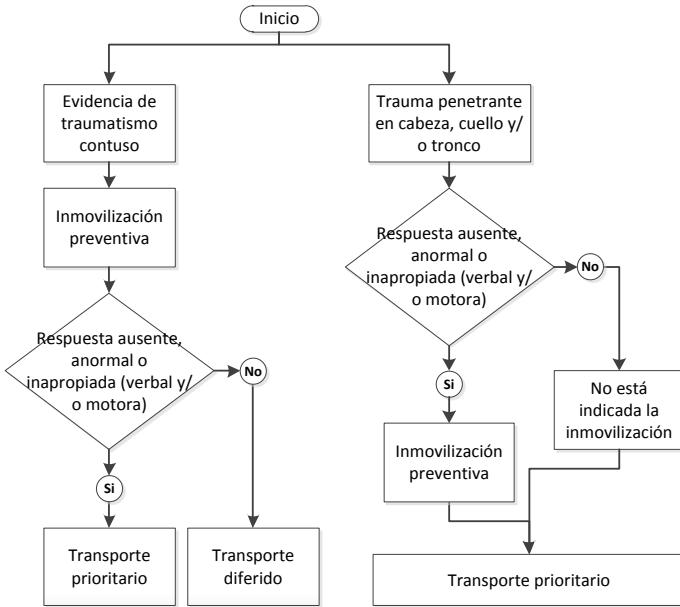 Inicio
Evidencia de
traumatismo
contuso
Inmovilización
preventiva
Respuesta ausente,
anormal o
inapropiada (verbal y/
o motora)
No
Si
Transporte
prioritario
Transporte
diferido
Trauma penetrante
en cabeza, cuello y/
o tronco
Respuesta ausente,
anormal o
inapropiada (verbal y/
o motora)
No
Si
No está
indicada la
inmovilización
Inmovilización
preventiva
Transporte prioritario